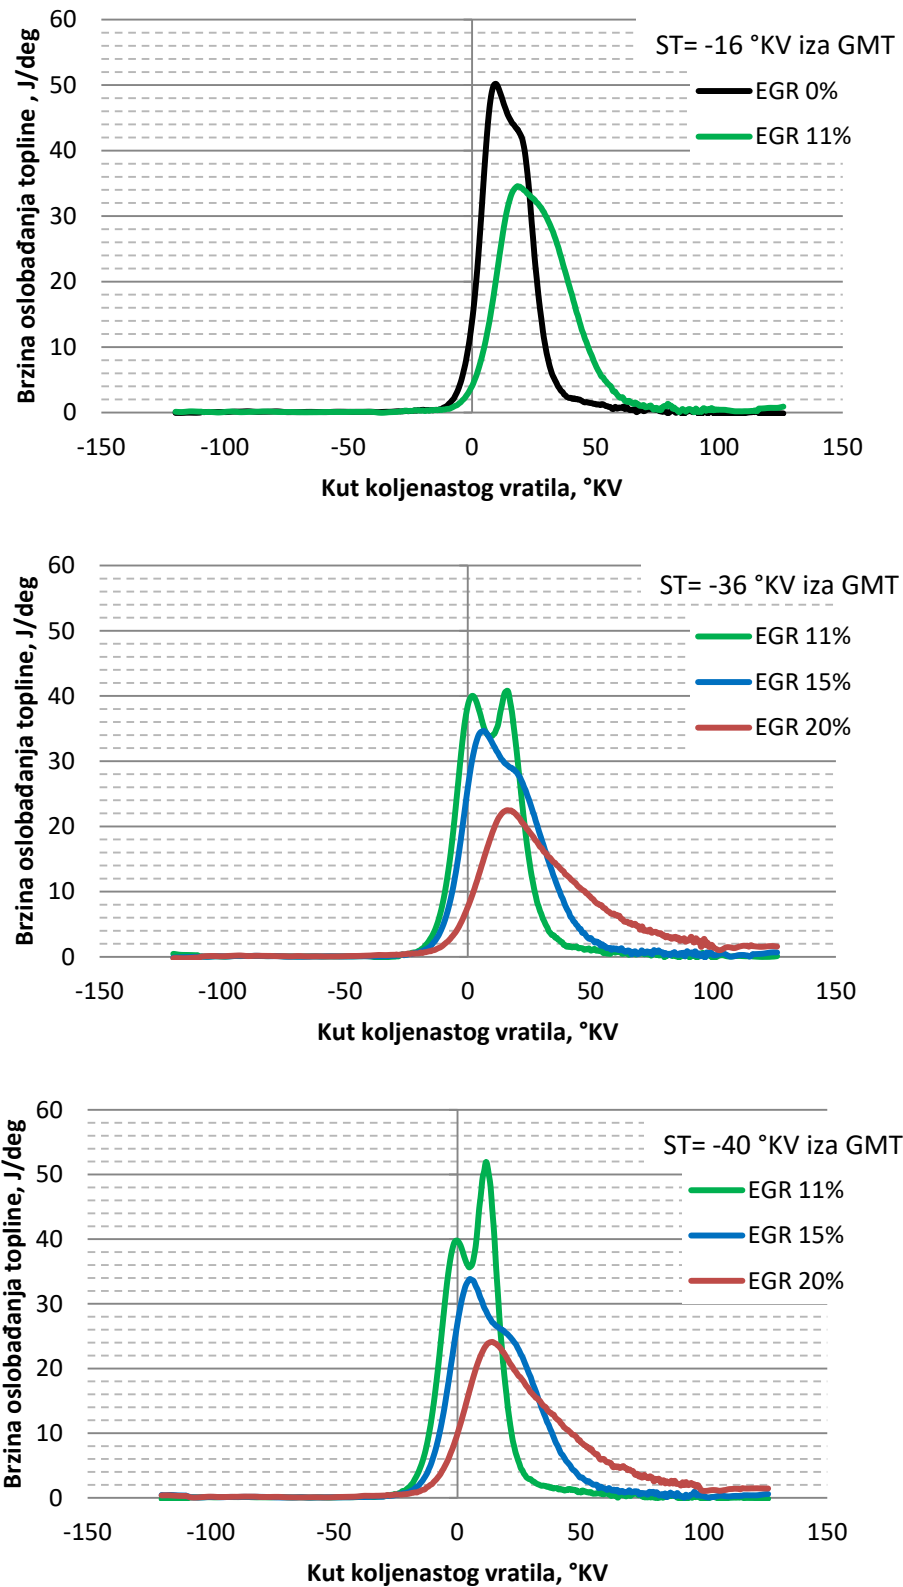 60
50
40
30
20
10
0
Brzina oslobađanja topline , J/deg
ST= -16 °KV iza GMT
EGR 0%
EGR 11%
-150 -100 -50 0 50 100 150
Kut koljenastog vratila, °KV
60
50
40
30
20
10
0
Brzina oslobađanja topline, J/deg
ST= -36 °KV iza GMT
EGR 11%
EGR 15%
EGR 20%
-150 -100 -50 0 50 100 150
Kut koljenastog vratila, °KV
60
50
40
30
20
10
0
Brzina oslobađanja topline, J/deg
ST= -40 °KV iza GMT
EGR 11%
EGR 15%
EGR 20%
-150 -100 -50 0 50 100 150
Kut koljenastog vratila, °KV